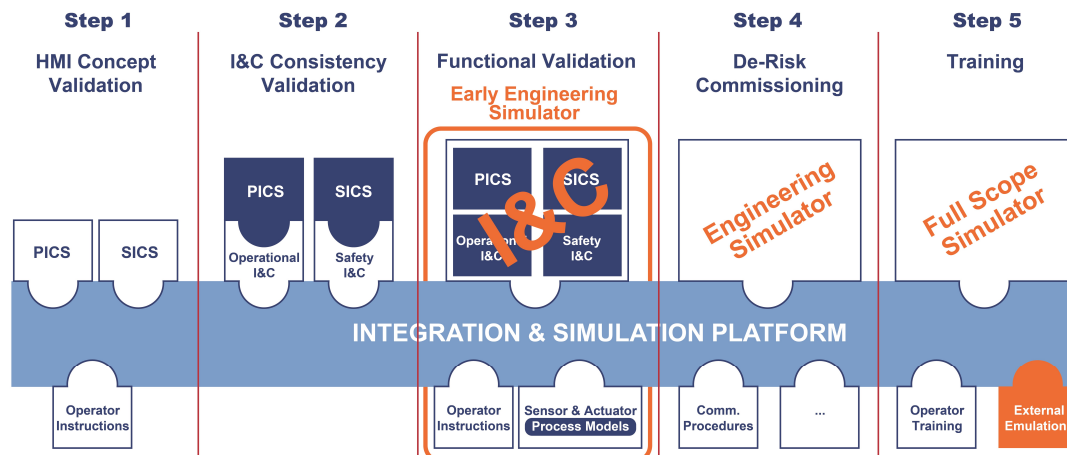 Step 1
Step 2
Step 3
Step 4
Step 5
HMI Concept
Validation
I&C Consistency
Validation
Functional Validation
De-Risk
Commissioning
Training
Early Engineering
Simulator
PICS
SICS
PICS
SICS
Operational
I&C
Safety
I&C
PICS
SICS
Operational
I&C
Safety
I&C
I&C
Engineering
Simulator
Full Scope
Simulator
INTEGRATION & SIMULATION PLATFORM
Operator
Instructions
Operator
Instructions
Sensor & Actuator
Process Models
Comm.
Procedures
...
Operator
Training
External
Emulation